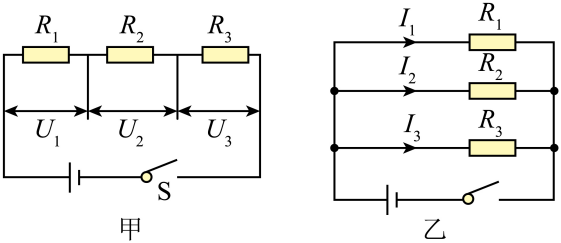 R₁ R₂ R₃
U₁ U₂ U₃
S
甲
I₁ R₁
I₂ R₂
I₃ R₃
乙